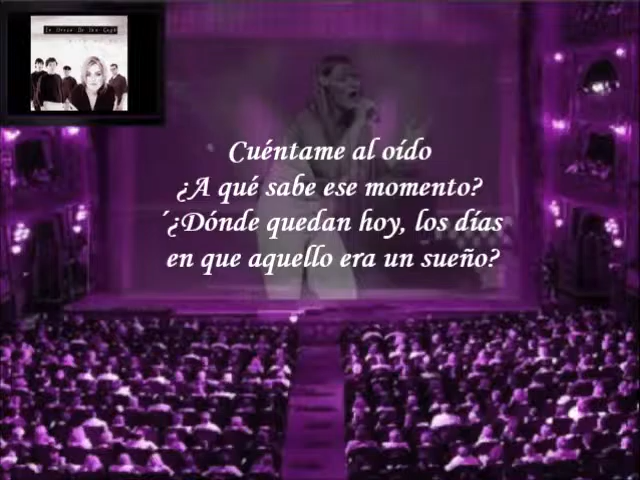 Cuéntame al oído
¿A qué sabe ese momento?
´¿Dónde quedan hoy, los días
en que aquello era un sueño?